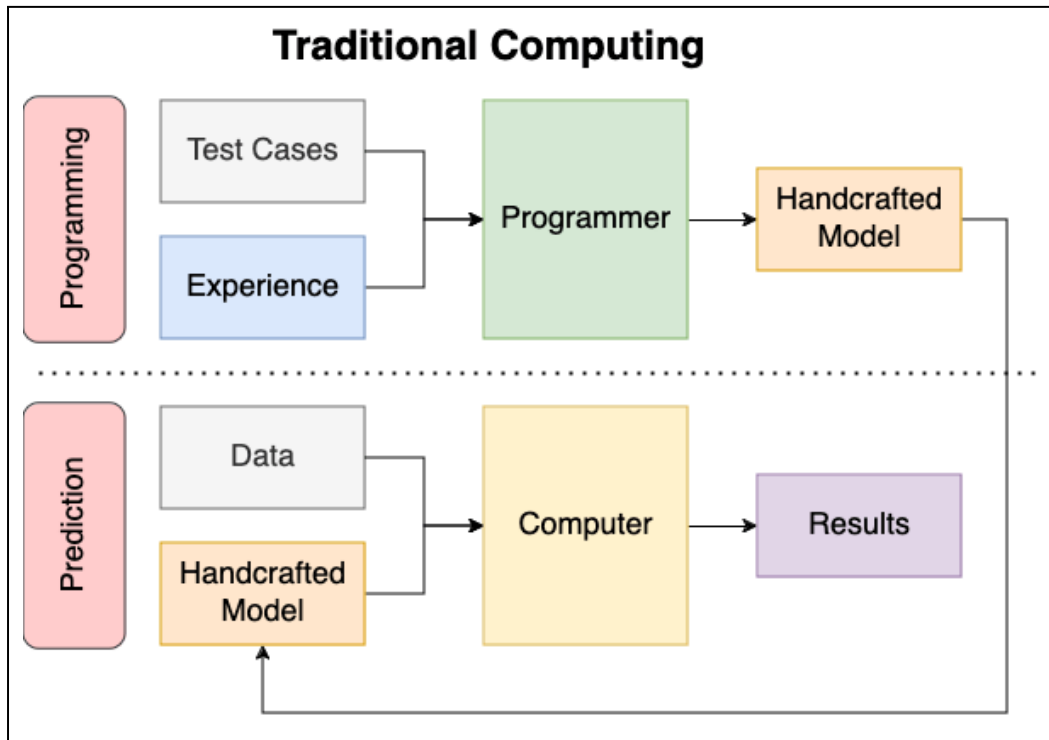 Traditional Computing
Programming
Test Cases
Experience
Programmer
Handcrafted
Model
Prediction
Data
Handcrafted
Model
Computer
Results